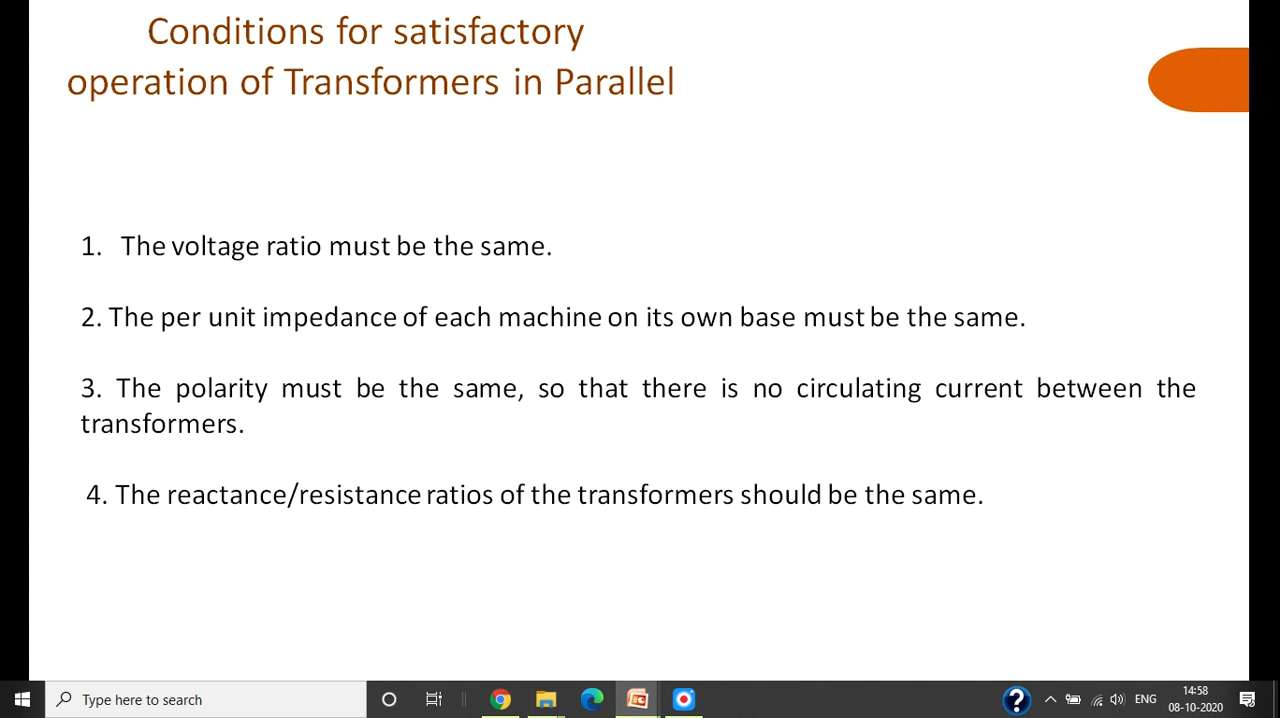 Conditions for satisfactory
operation of Transformers in Parallel
1. The voltage ratio must be the same.
2. The per unit impedance of each machine on its own base must be the same.
3. The polarity must be the same, so that there is no circulating current between the
transformers.
4. The reactance/resistance ratios of the transformers should be the same.
Type here to search
ENG
14:58
08-10-2020